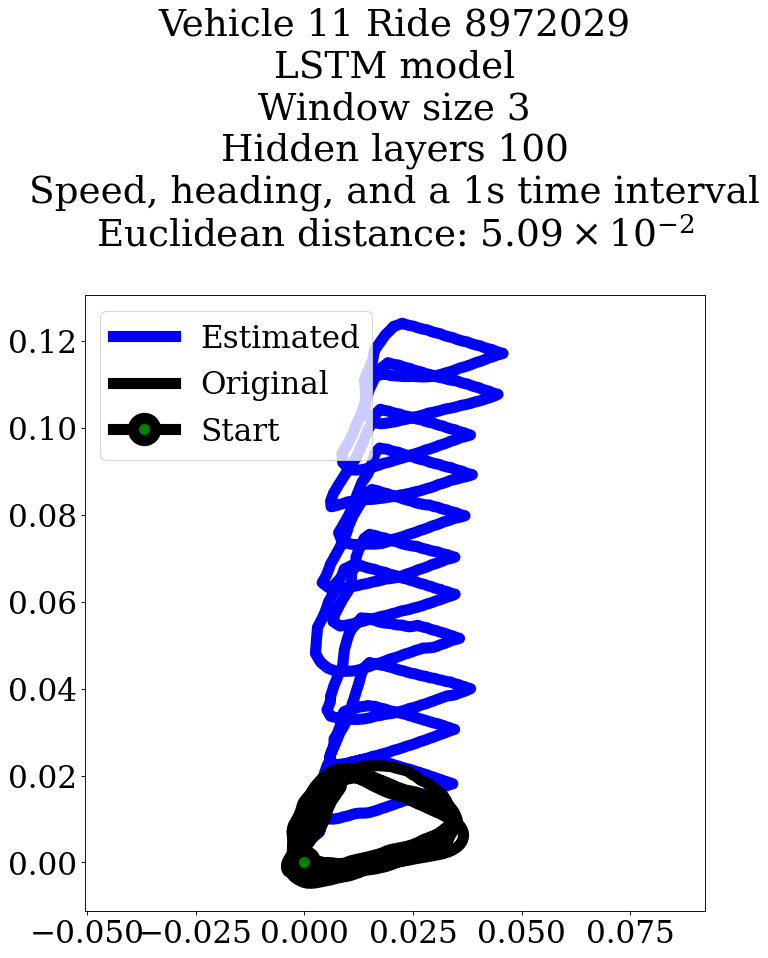 Vehicle 11 Ride 8972029
LSTM model
Window size 3
Hidden layers 100
Speed, heading, and a 1s time interval
Euclidean distance: 5.09 × 10⁻²
Estimated
Original
Start
0.12
0.10
0.08
0.06
0.04
0.02
0.00
−0.050 −0.025 0.000 0.025 0.050 0.075